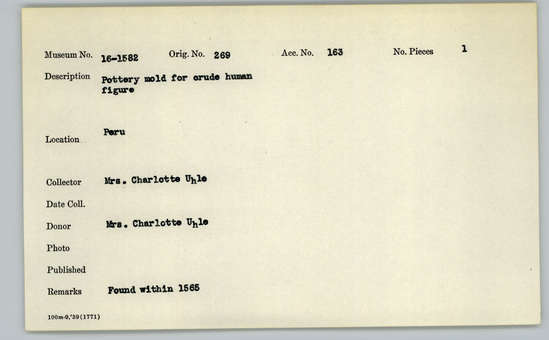 Museum No. 16-1582 Orig. No. 269 Acc. No. 163 No. Pieces 1
Description Pottery mold for crude human
figure
Location Peru
Collector Mrs. Charlotte Uhle
Date Coll.
Donor Mrs. Charlotte Uhle
Photo
Published
Remarks Found within 1565
100m-9,'39(1771)